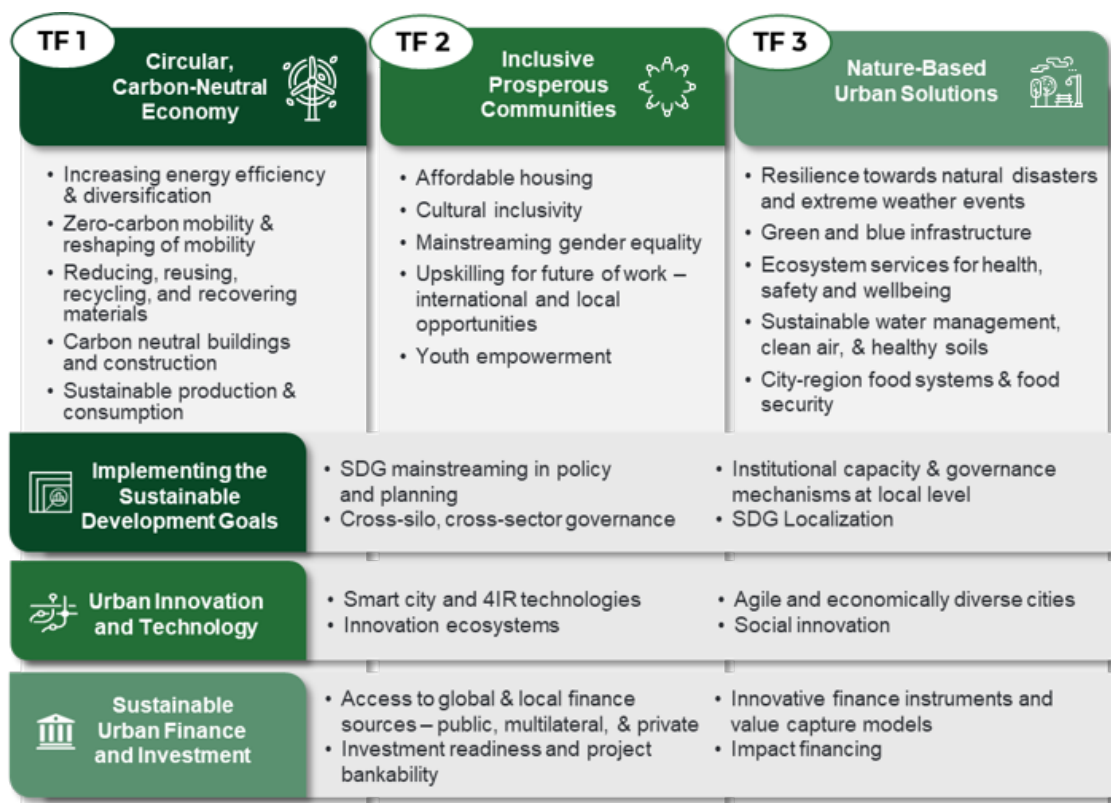 TF 1
Circular,
Carbon-Neutral
Economy
• Increasing energy efficiency
& diversification
• Zero-carbon mobility &
reshaping of mobility
• Reducing, reusing,
recycling, and recovering
materials
• Carbon neutral buildings
and construction
• Sustainable production &
consumption
TF 2
Inclusive
Prosperous
Communities
• Affordable housing
• Cultural inclusivity
• Mainstreaming gender equality
• Upskilling for future of work –
international and local
opportunities
• Youth empowerment
TF 3
Nature-Based
Urban Solutions
• Resilience towards natural disasters
and extreme weather events
• Green and blue infrastructure
• Ecosystem services for health,
safety and wellbeing
• Sustainable water management,
clean air, & healthy soils
• City-region food systems & food
security
Implementing the
Sustainable
Development Goals
• SDG mainstreaming in policy
and planning
• Cross-silo, cross-sector governance
• Institutional capacity & governance
mechanisms at local level
• SDG Localization
Urban Innovation
and Technology
• Smart city and 4IR technologies
• Innovation ecosystems
• Agile and economically diverse cities
• Social innovation
Sustainable
Urban Finance
and Investment
• Access to global & local finance
sources – public, multilateral, & private
• Investment readiness and project
bankability
• Innovative finance instruments and
value capture models
• Impact financing